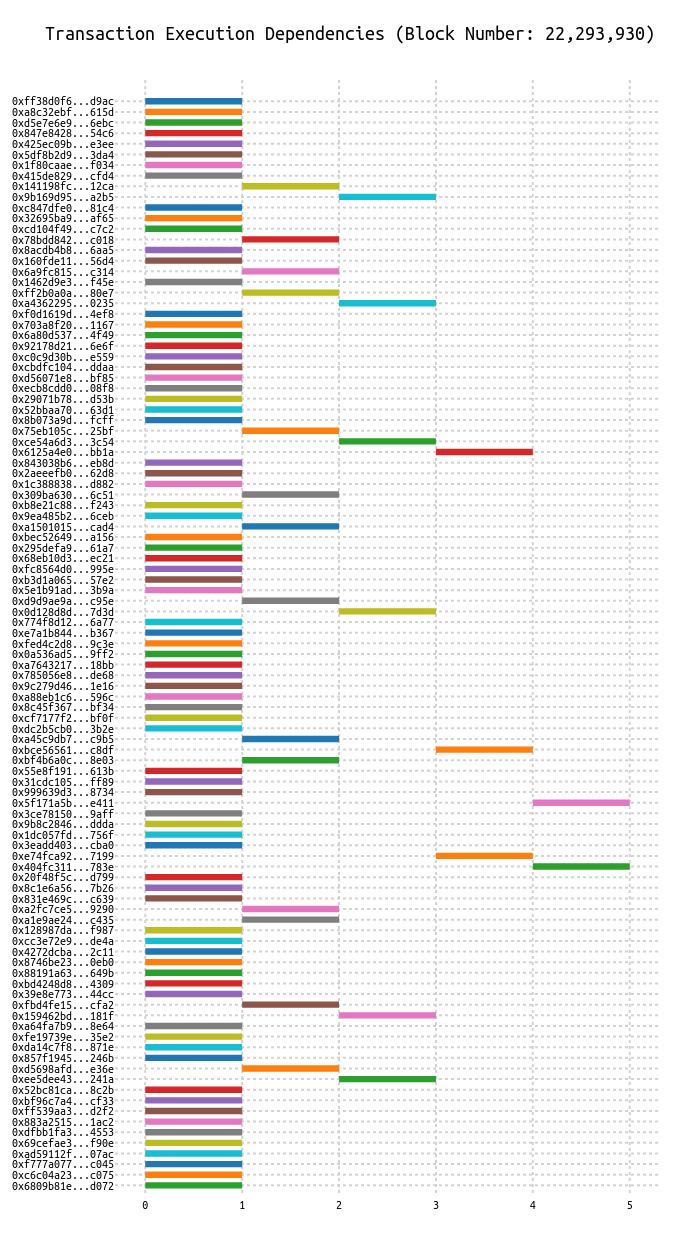 Transaction Execution Dependencies (Block Number: 22,293,930)
0xff38d0f6...d9ac
0xa8c32ebf...615d
0xd5e7e6e9...6ebc
0x847e8428...54c6
0x425ec09b...e3ee
0x5df8b2d9...3da4
0x1f80caae...f034
0x415de829...cfd4
0x141198fc...12ca
0x9b169d95...a2b5
0xc847dfe0...81c4
0x32695ba9...af65
0xcd104f49...c7c2
0x78bdd842...c018
0x8acdb4b8...6aa5
0x160fde11...56d4
0x6a9fc815...c314
0x1462d9e3...f45e
0xff2b0a0a...80e7
0xa4362295...0235
0xf0d1619d...4ef8
0x703a8f20...1167
0x6a80d537...4f49
0x92178d21...6e6f
0xc0c9d30b...e559
0xcbdfc104...ddaa
0xd56071e8...bf85
0xecb8cdd0...08f8
0x29071b78...d53b
0x52bbaa70...63d1
0x8b073a9d...fcff
0x75eb105c...25bf
0xce54a6d3...3c54
0x6125a4e0...bb1a
0x843038b6...eb8d
0x2aeeefb0...62d8
0x1c388838...d882
0x309ba630...6c51
0xb8e21c88...f243
0x9ea485b2...6ceb
0xa1501015...cad4
0xbec52649...a156
0x295defa9...61a7
0x68eb10d3...ec21
0xfc8564d0...995e
0xb3d1a065...57e2
0x5e1b91ad...3b9a
0xd9d9ae9a...c95e
0x0d128d8d...7d3d
0x774f8d12...6a77
0xe7a1b844...b367
0xfed4c2d8...9c3e
0x0a536ad5...9ff2
0xa7643217...18bb
0x785056e8...de68
0x9c279d46...1e16
0xa88eb1c6...596c
0x8c45f367...bf34
0xcf7177f2...bf0f
0xdc2b5cb0...3b2e
0xa45c9db7...c9b5
0xbce56561...c8df
0xbf4b6a0c...8e03
0x55e8f191...613b
0x31cdc105...ff89
0x999639d3...8734
0x5f171a5b...e411
0x3ce78150...9aff
0x9b8c2846...ddda
0x1dc057fd...756f
0x3eadd403...cba0
0xe74fca92...7199
0x404fc311...783e
0x20f48f5c...d799
0x8c1e6a56...7b26
0x831e469c...c639
0xa2fc7ce5...9290
0xa1e9ae24...c435
0x128987da...f987
0xcc3e72e9...de4a
0x4272dcba...2c11
0x8746be23...0eb0
0x88191a63...649b
0xbd4248d8...4309
0x39e8e773...44cc
0xfbd4fe15...cfa2
0x159462bd...181f
0xa64fa7b9...8e64
0xfe19739e...35e2
0xda14c7f8...871e
0x857f1945...246b
0xd5698afd...e36e
0xee5dee43...241a
0x52bc81ca...8c2b
0xbf96c7a4...cf33
0xff539aa3...d2f2
0x883a2515...1ac2
0xdfbb1fa3...4553
0x69cefae3...f90e
0xad59112f...07ac
0xf777a077...c045
0xc6c04a23...c075
0x6809b81e...d072
0 1 2 3 4 5